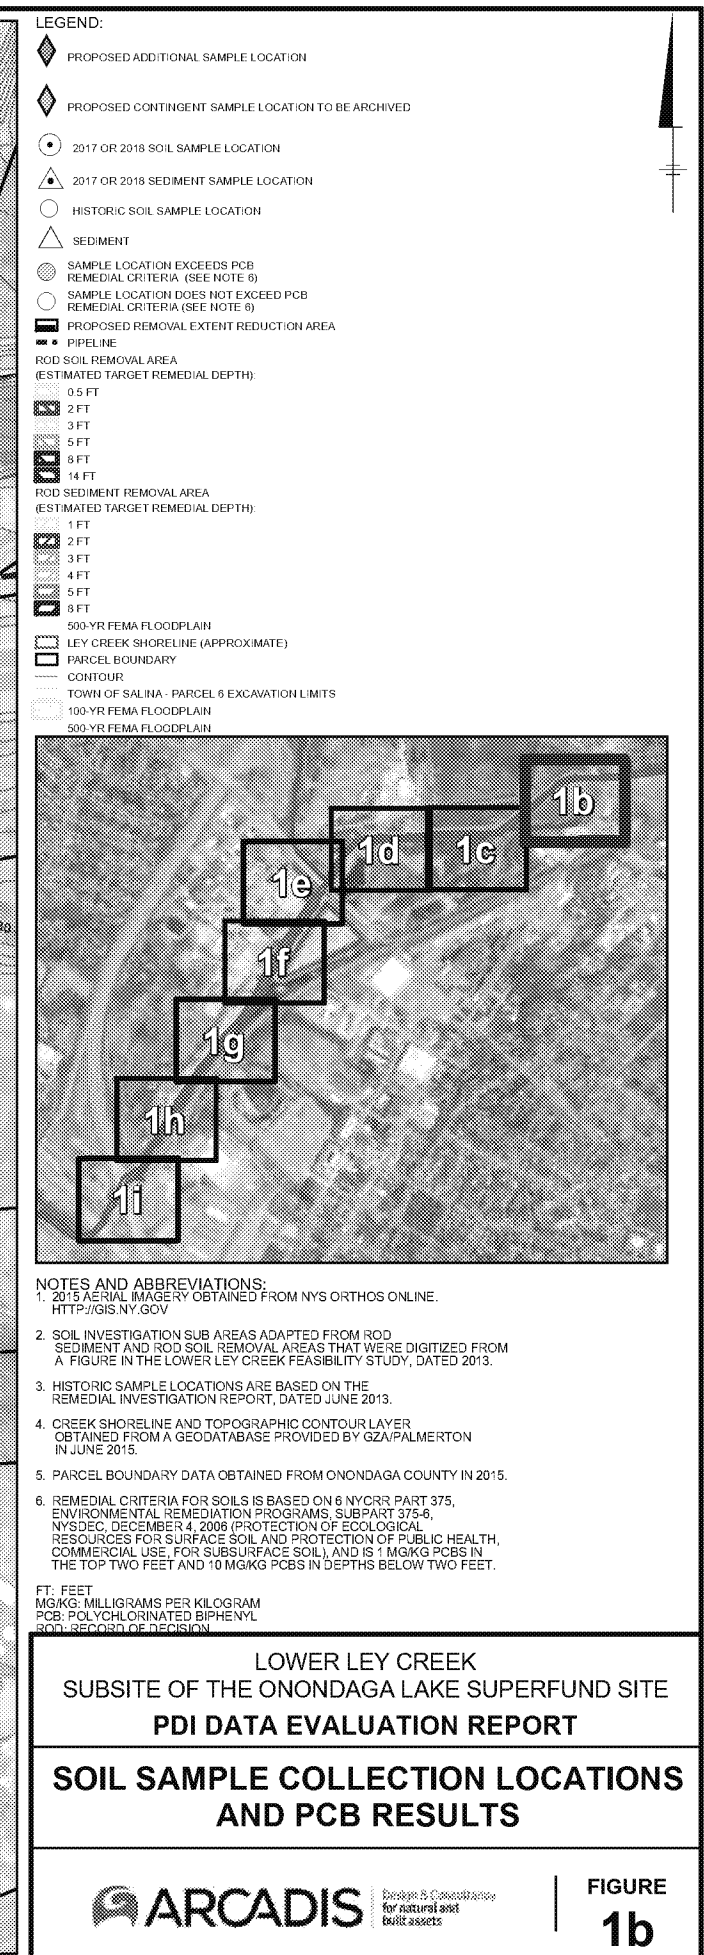 LEGEND:
PROPOSED ADDITIONAL SAMPLE LOCATION
PROPOSED CONTINGENT SAMPLE LOCATION TO BE ARCHIVED
2017 OR 2018 SOIL SAMPLE LOCATION
2017 OR 2018 SEDIMENT SAMPLE LOCATION
HISTORIC SOIL SAMPLE LOCATION
SEDIMENT
SAMPLE LOCATION EXCEEDS PCB
REMEDIAL CRITERIA (SEE NOTE 6)
SAMPLE LOCATION DOES NOT EXCEED PCB
REMEDIAL CRITERIA (SEE NOTE 6)
PROPOSED REMOVAL EXTENT REDUCTION AREA
PIPELINE
ROD SOIL REMOVAL AREA
(ESTIMATED TARGET REMEDIAL DEPTH):
0.5 FT
2 FT
3 FT
5 FT
8 FT
14 FT
ROD SEDIMENT REMOVAL AREA
(ESTIMATED TARGET REMEDIAL DEPTH):
1 FT
2 FT
3 FT
4 FT
5 FT
8 FT
500-YR FEMA FLOODPLAIN
LEY CREEK SHORELINE (APPROXIMATE)
PARCEL BOUNDARY
CONTOUR
TOWN OF SALINA - PARCEL 6 EXCAVATION LIMITS
100-YR FEMA FLOODPLAIN
500-YR FEMA FLOODPLAIN
1b
1d 1c
1e
1f
1g
1h
1i
NOTES AND ABBREVIATIONS:
1. 2015 AERIAL IMAGERY OBTAINED FROM NYS ORTHOS ONLINE.
HTTP://GIS.NY.GOV
2. SOIL INVESTIGATION SUB AREAS ADAPTED FROM ROD
SEDIMENT AND ROD SOIL REMOVAL AREAS THAT WERE DIGITIZED FROM
A FIGURE IN THE LOWER LEY CREEK FEASIBILITY STUDY, DATED 2013.
3. HISTORIC SAMPLE LOCATIONS ARE BASED ON THE
REMEDIAL INVESTIGATION REPORT, DATED JUNE 2013.
4. CREEK SHORELINE AND TOPOGRAPHIC CONTOUR LAYER
OBTAINED FROM A GEODATABASE PROVIDED BY GZA/PALMERTON
IN JUNE 2015.
5. PARCEL BOUNDARY DATA OBTAINED FROM ONONDAGA COUNTY IN 2015.
6. REMEDIAL CRITERIA FOR SOILS IS BASED ON 6 NYCRR PART 375,
ENVIRONMENTAL REMEDIATION PROGRAMS, SUBPART 375-6,
NYSDEC, DECEMBER 4, 2006 (PROTECTION OF ECOLOGICAL
RESOURCES FOR SURFACE SOIL AND PROTECTION OF PUBLIC HEALTH,
COMMERCIAL USE, FOR SUBSURFACE SOIL), AND IS 1 MG/KG PCBS IN
THE TOP TWO FEET AND 10 MG/KG PCBS IN DEPTHS BELOW TWO FEET.
FT: FEET
MG/KG: MILLIGRAMS PER KILOGRAM
PCB: POLYCHLORINATED BIPHENYL
ROD: RECORD OF DECISION
LOWER LEY CREEK
SUBSITE OF THE ONONDAGA LAKE SUPERFUND SITE
PDI DATA EVALUATION REPORT
SOIL SAMPLE COLLECTION LOCATIONS
AND PCB RESULTS
ARCADIS
Design & Consultancy
for natural and
built assets
FIGURE
1b